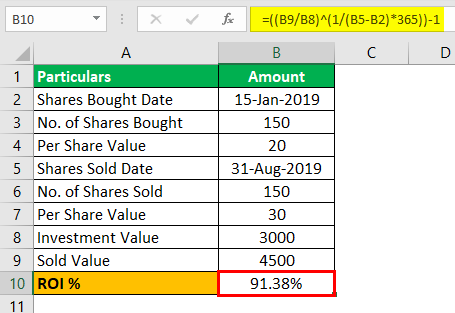 B10 =((B9/B8)^(1/(B5-B2)*365))-1
A B C D
1 Particulars Amount
2 Shares Bought Date 15-Jan-2019
3 No. of Shares Bought 150
4 Per Share Value 20
5 Shares Sold Date 31-Aug-2019
6 No. of Shares Sold 150
7 Per Share Value 30
8 Investment Value 3000
9 Sold Value 4500
10 ROI % 91.38%
11